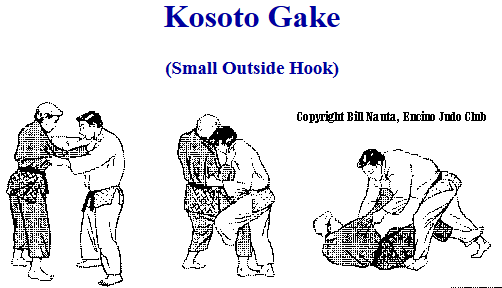 Kosoto Gake
(Small Outside Hook)
Copyright Bill Nauta, Encino Judo Club